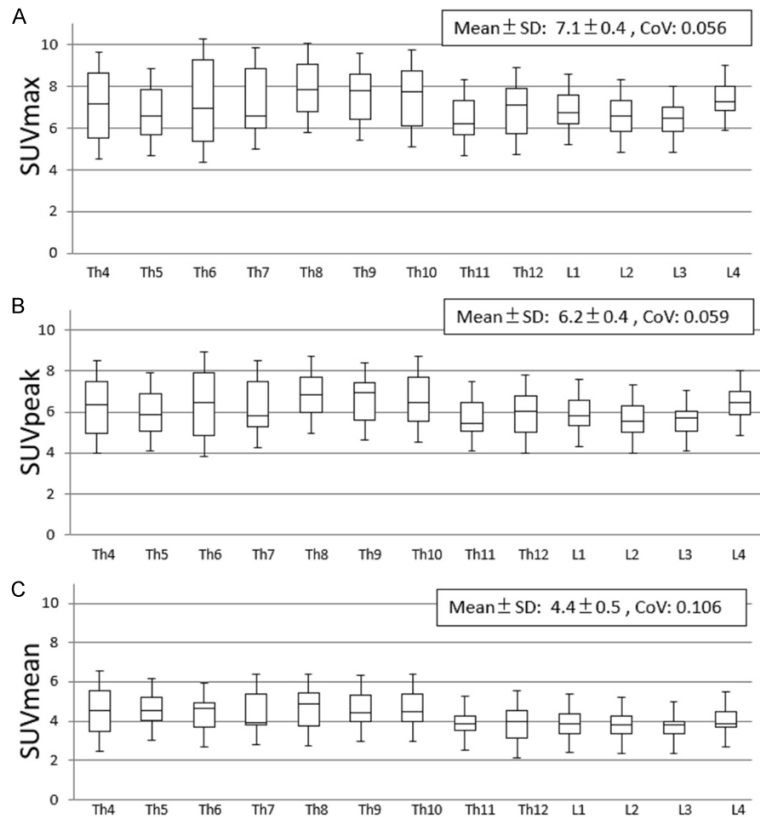 A
Mean±SD: 7.1±0.4 , CoV: 0.056
SUVmax
10
8
6
4
2
0
Th4 Th5 Th6 Th7 Th8 Th9 Th10 Th11 Th12 L1 L2 L3 L4
B
Mean±SD: 6.2±0.4 , CoV: 0.059
SUVpeak
10
8
6
4
2
0
Th4 Th5 Th6 Th7 Th8 Th9 Th10 Th11 Th12 L1 L2 L3 L4
C
Mean±SD: 4.4±0.5 , CoV: 0.106
SUVmean
10
8
6
4
2
0
Th4 Th5 Th6 Th7 Th8 Th9 Th10 Th11 Th12 L1 L2 L3 L4